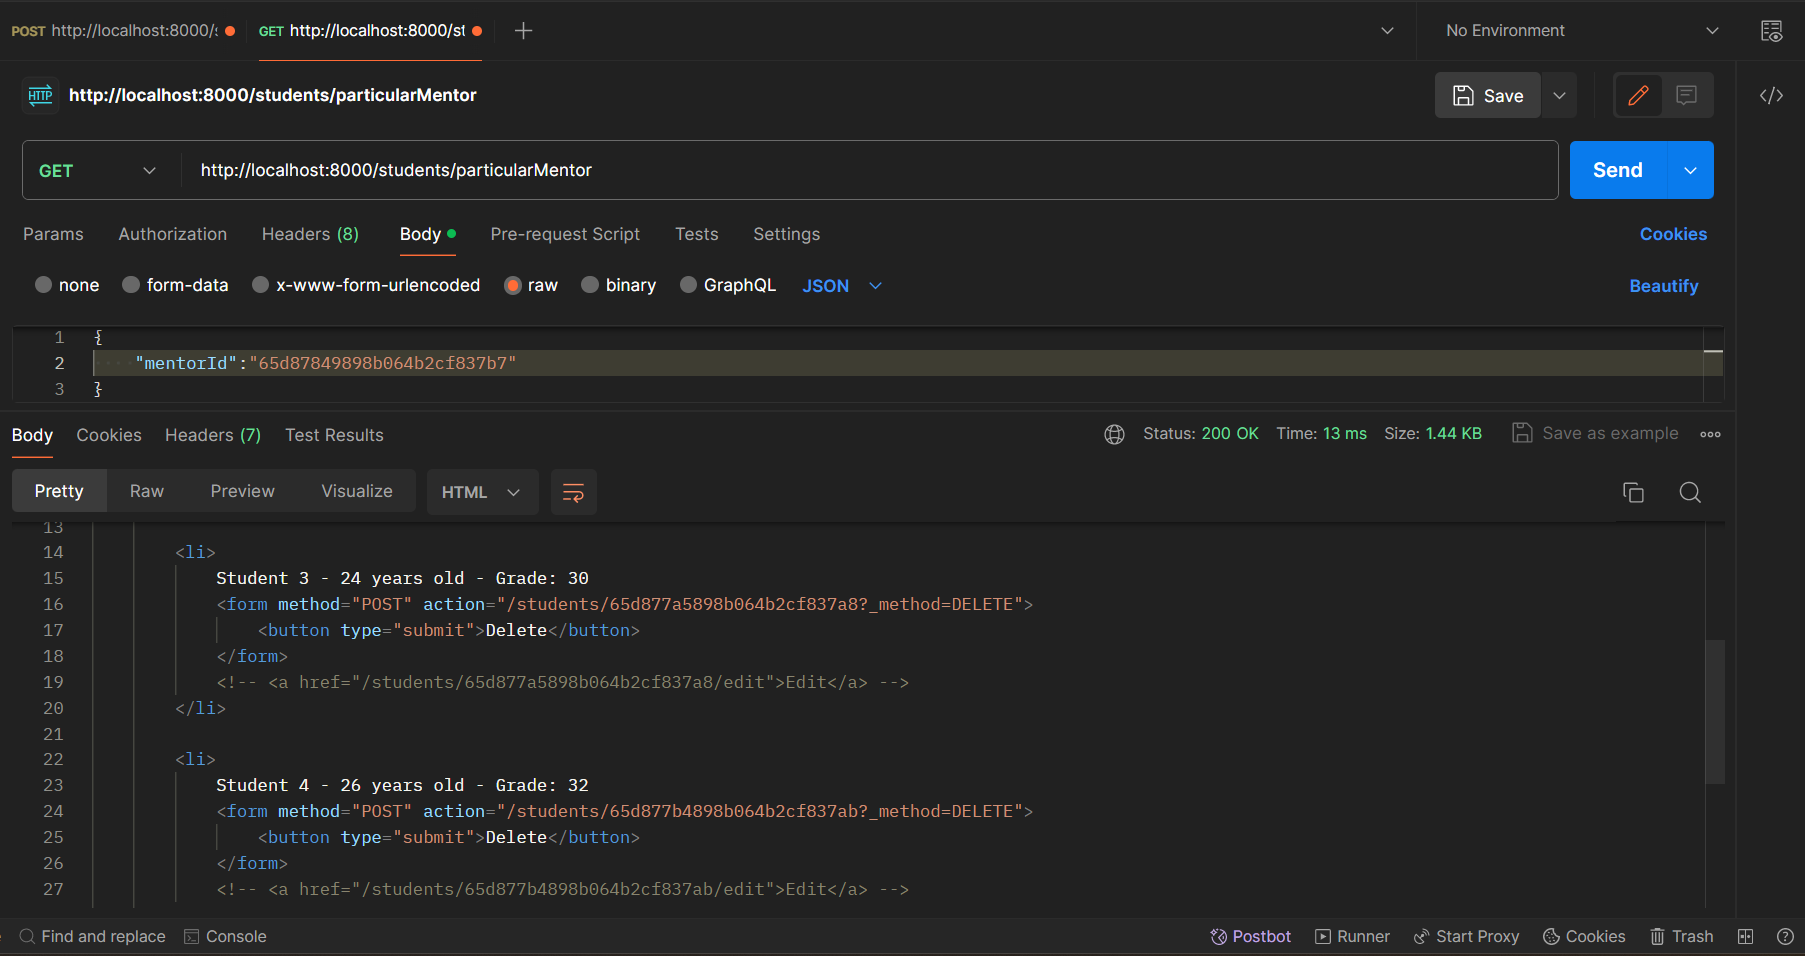 POST http://localhost:8000/s GET http://localhost:8000/st No Environment
HTTP http://localhost:8000/students/particularMentor Save
GET http://localhost:8000/students/particularMentor Send
Params Authorization Headers (8) Body Pre-request Script Tests Settings Cookies
none form-data x-www-form-urlencoded raw binary GraphQL JSON Beautify
1 {
2 "mentorId":"65d87849898b064b2cf837b7"
3 }
Body Cookies Headers (7) Test Results Status: 200 OK Time: 13 ms Size: 1.44 KB Save as example
Pretty Raw Preview Visualize HTML
13
14 <li>
15 Student 3 - 24 years old - Grade: 30
16 <form method="POST" action="/students/65d877a5898b064b2cf837a8?_method=DELETE">
17 <button type="submit">Delete</button>
18 </form>
19 <!-- <a href="/students/65d877a5898b064b2cf837a8/edit">Edit</a> -->
20 </li>
21
22 <li>
23 Student 4 - 26 years old - Grade: 32
24 <form method="POST" action="/students/65d877b4898b064b2cf837ab?_method=DELETE">
25 <button type="submit">Delete</button>
26 </form>
27 <!-- <a href="/students/65d877b4898b064b2cf837ab/edit">Edit</a> -->
Find and replace Console Postbot Runner Start Proxy Cookies Trash